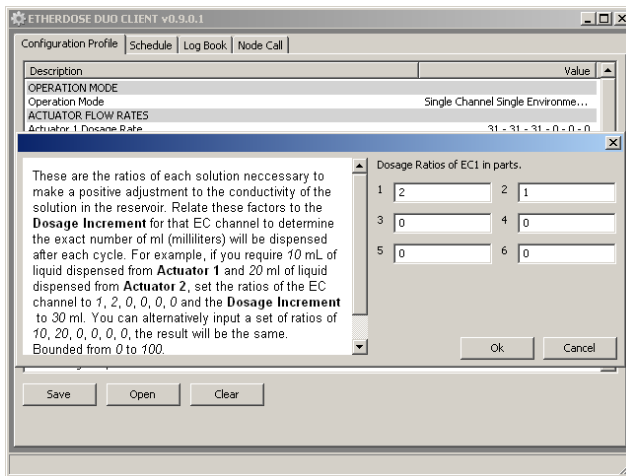 ETHERDOSE DUO CLIENT v0.9.0.1
Configuration Profile Schedule Log Book Node Call
Description Value
OPERATION MODE
Operation Mode Single Channel Single Environme...
ACTUATOR FLOW RATES
Actuator 1 Dosage Rate 31 - 31 - 31 - 0 - 0 - 0
These are the ratios of each solution neccessary to
make a positive adjustment to the conductivity of the
solution in the reservoir. Relate these factors to the
Dosage Increment for that EC channel to determine
the exact number of ml (milliliters) will be dispensed
after each cycle. For example, if you require 10 mL of
liquid dispensed from Actuator 1 and 20 ml of liquid
dispensed from Actuator 2, set the ratios of the EC
channel to 1, 2, 0, 0, 0, 0 and the Dosage Increment
to 30 ml. You can alternatively input a set of ratios of
10, 20, 0, 0, 0, 0, the result will be the same.
Bounded from 0 to 100.
Dosage Ratios of EC1 in parts.
1 2 2 1
3 0 4 0
5 0 6 0
Ok Cancel
Save Open Clear